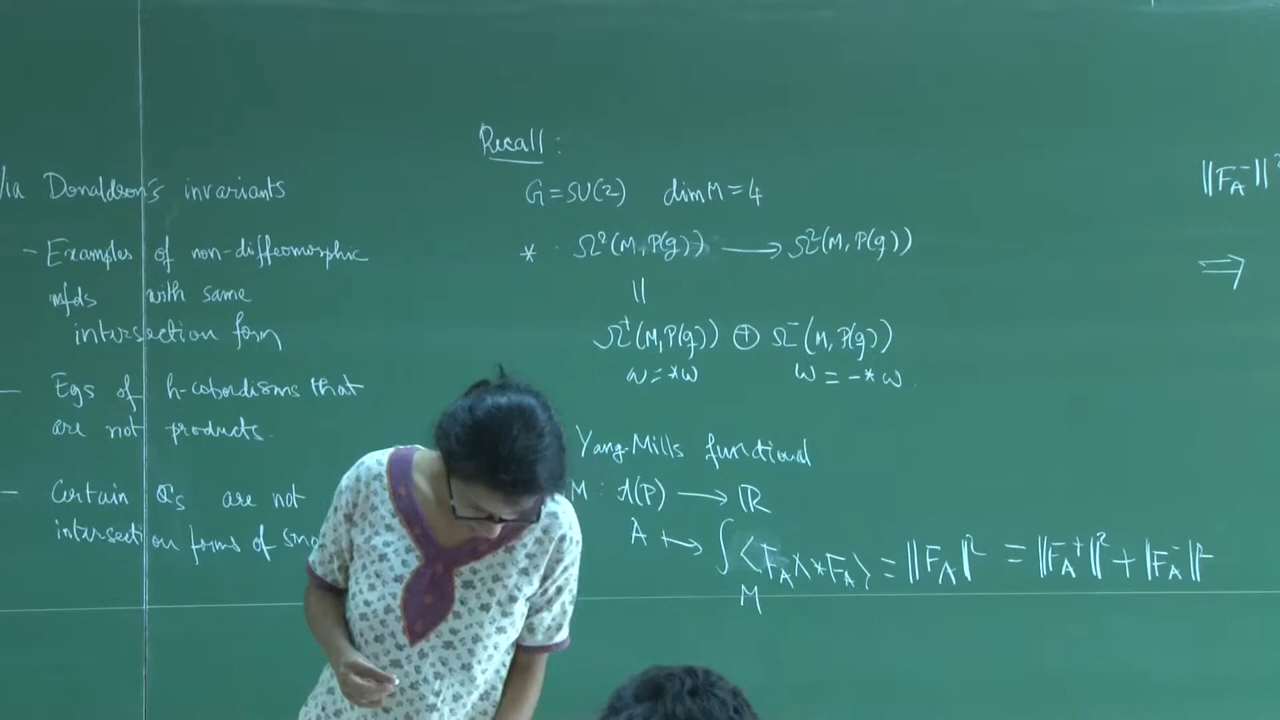 via Donaldson's invariants
- Examples of non-diffeomorphic
mfds with same
intersection form
- Egs of h-cobordisms that
are not products.
- Certain Qs are not
intersection forms of smo
Recall:
G=SU(2) dim M=4
* : Ω²(M, P(g)) ⟶ Ω²(M, P(g))
||
Ω⁺(M, P(g)) ⊕ Ω⁻(M, P(g))
ω=*ω ω=-*ω
Yang-Mills functional
M : A(P) ⟶ ℝ
A ↦ ∫_M ⟨F_A ∧ *F_A⟩ = ||F_A||² = ||F_A⁺||² + ||F_A⁻||²
||F_A⁻||²
⇒